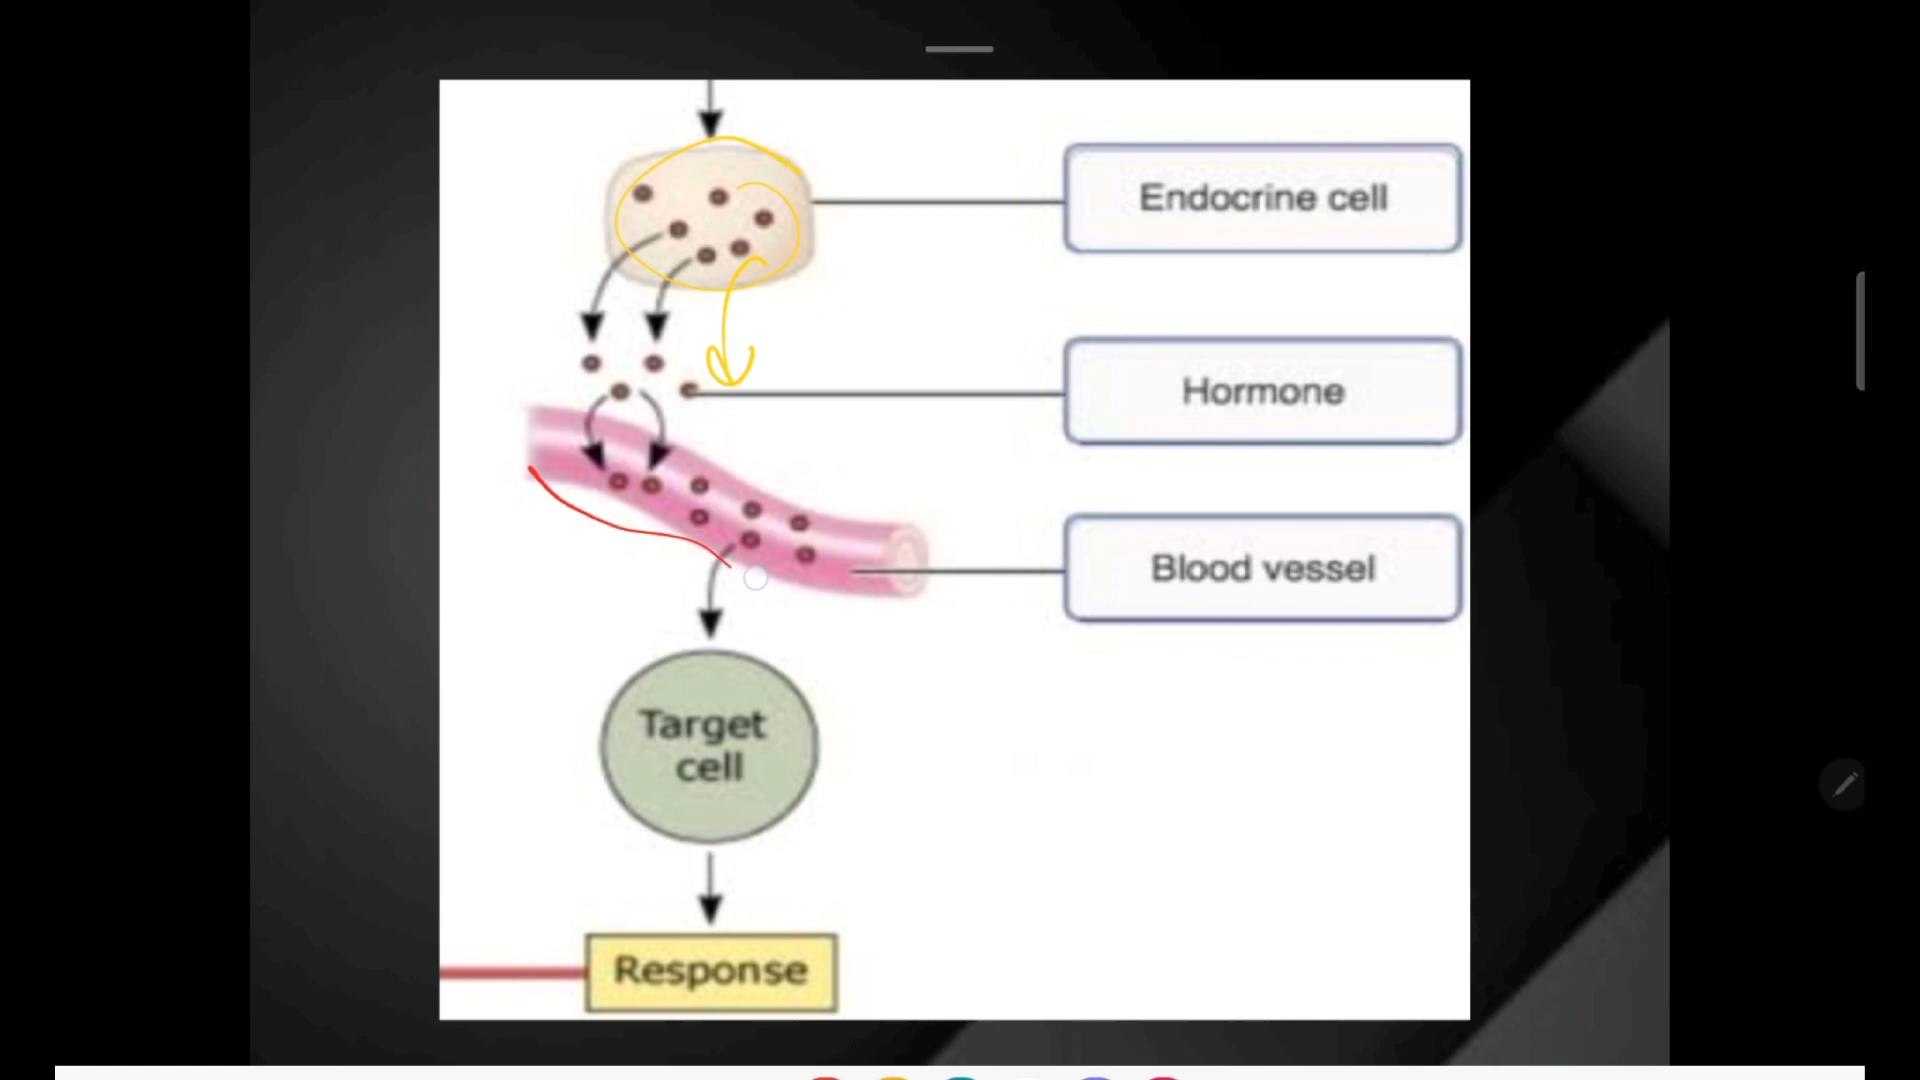 Endocrine cell
Hormone
Blood vessel
Target
cell
Response